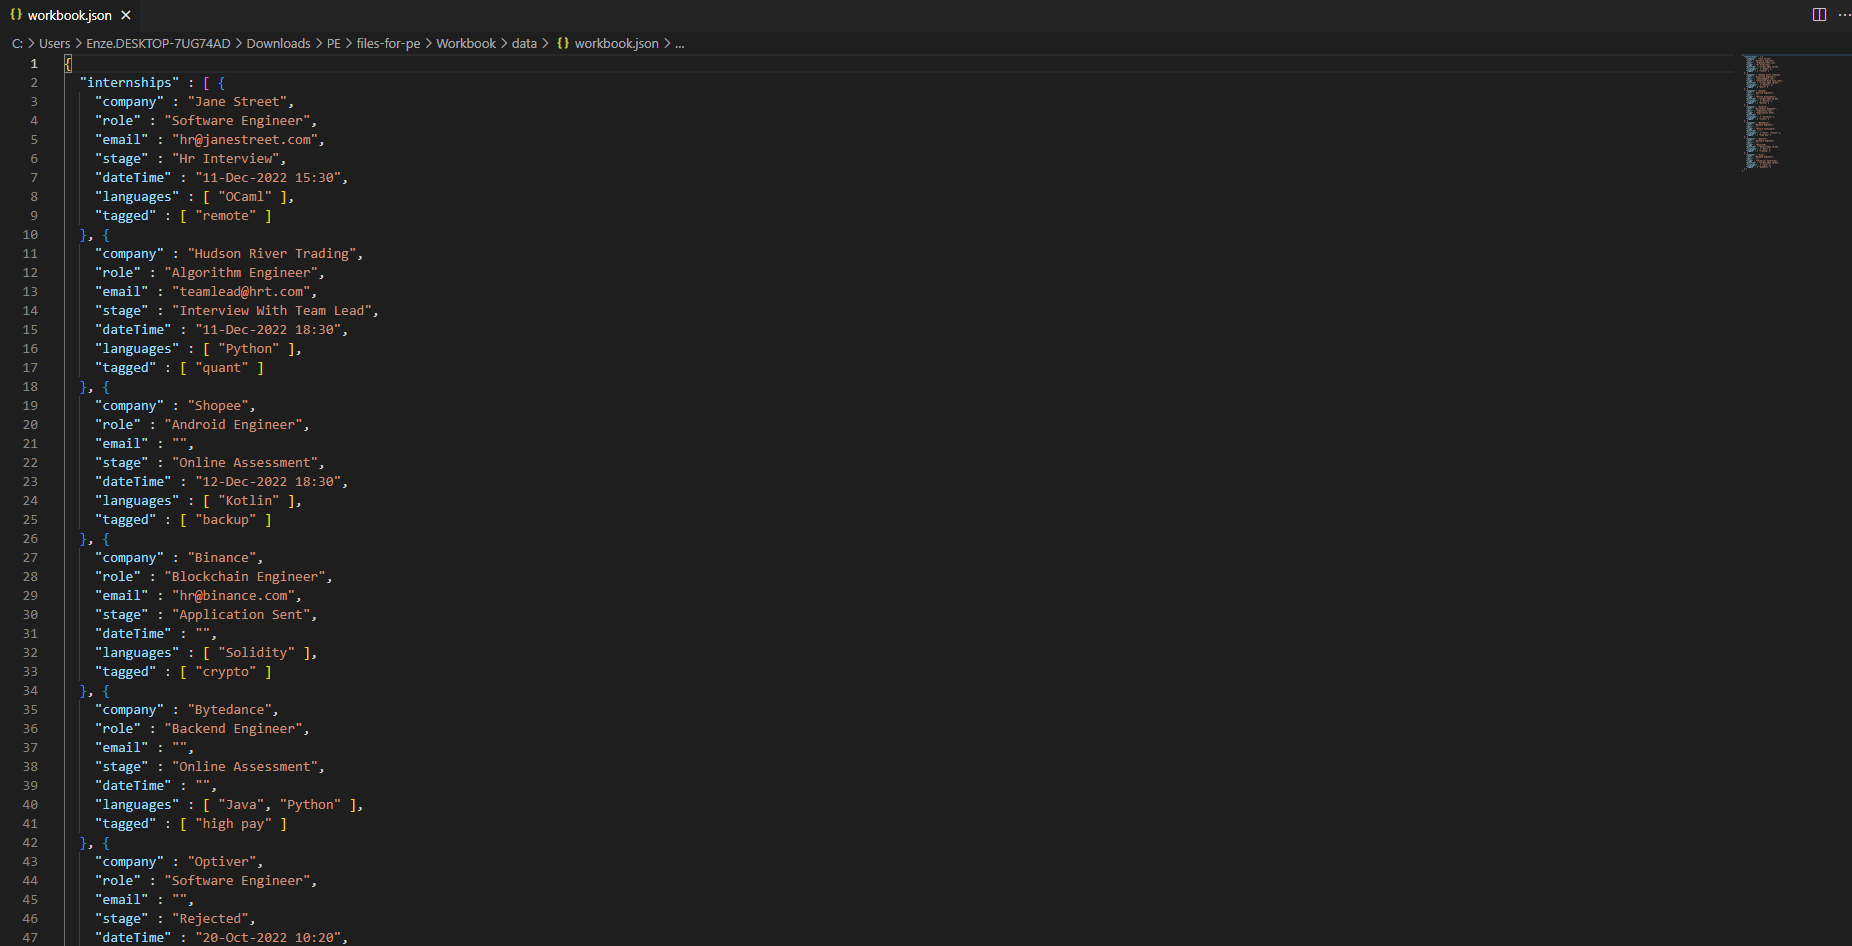 workbook.json
C: > Users > Enze.DESKTOP-7UG74AD > Downloads > PE > files-for-pe > Workbook > data > {} workbook.json > ...
1 {
2 "internships" : [ {
3 "company" : "Jane Street",
4 "role" : "Software Engineer",
5 "email" : "hr@janestreet.com",
6 "stage" : "Hr Interview",
7 "dateTime" : "11-Dec-2022 15:30",
8 "languages" : [ "OCaml" ],
9 "tagged" : [ "remote" ]
10 }, {
11 "company" : "Hudson River Trading",
12 "role" : "Algorithm Engineer",
13 "email" : "teamlead@hrt.com",
14 "stage" : "Interview With Team Lead",
15 "dateTime" : "11-Dec-2022 18:30",
16 "languages" : [ "Python" ],
17 "tagged" : [ "quant" ]
18 }, {
19 "company" : "Shopee",
20 "role" : "Android Engineer",
21 "email" : "",
22 "stage" : "Online Assessment",
23 "dateTime" : "12-Dec-2022 18:30",
24 "languages" : [ "Kotlin" ],
25 "tagged" : [ "backup" ]
26 }, {
27 "company" : "Binance",
28 "role" : "Blockchain Engineer",
29 "email" : "hr@binance.com",
30 "stage" : "Application Sent",
31 "dateTime" : "",
32 "languages" : [ "Solidity" ],
33 "tagged" : [ "crypto" ]
34 }, {
35 "company" : "Bytedance",
36 "role" : "Backend Engineer",
37 "email" : "",
38 "stage" : "Online Assessment",
39 "dateTime" : "",
40 "languages" : [ "Java", "Python" ],
41 "tagged" : [ "high pay" ]
42 }, {
43 "company" : "Optiver",
44 "role" : "Software Engineer",
45 "email" : "",
46 "stage" : "Rejected",
47 "dateTime" : "20-Oct-2022 10:20",